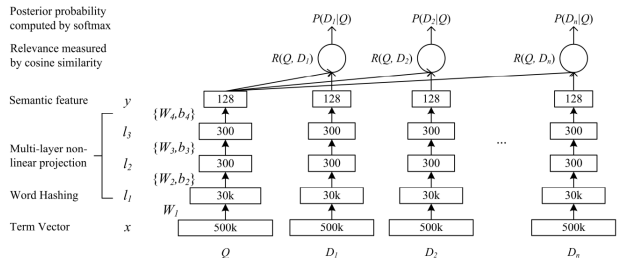 Posterior probability
computed by softmax
P(D1|Q) P(D2|Q) P(Dn|Q)
Relevance measured
by cosine similarity
R(Q, D1) R(Q, D2) R(Q, Dn)
Semantic feature y 128 128 128 128
{W4,b4}
l3 300 300 300 300
Multi-layer non-
linear projection
{W3,b3}
...
l2 300 300 300 300
{W2,b2}
Word Hashing l1 30k 30k 30k 30k
W1
Term Vector x 500k 500k 500k 500k
Q D1 D2 Dn